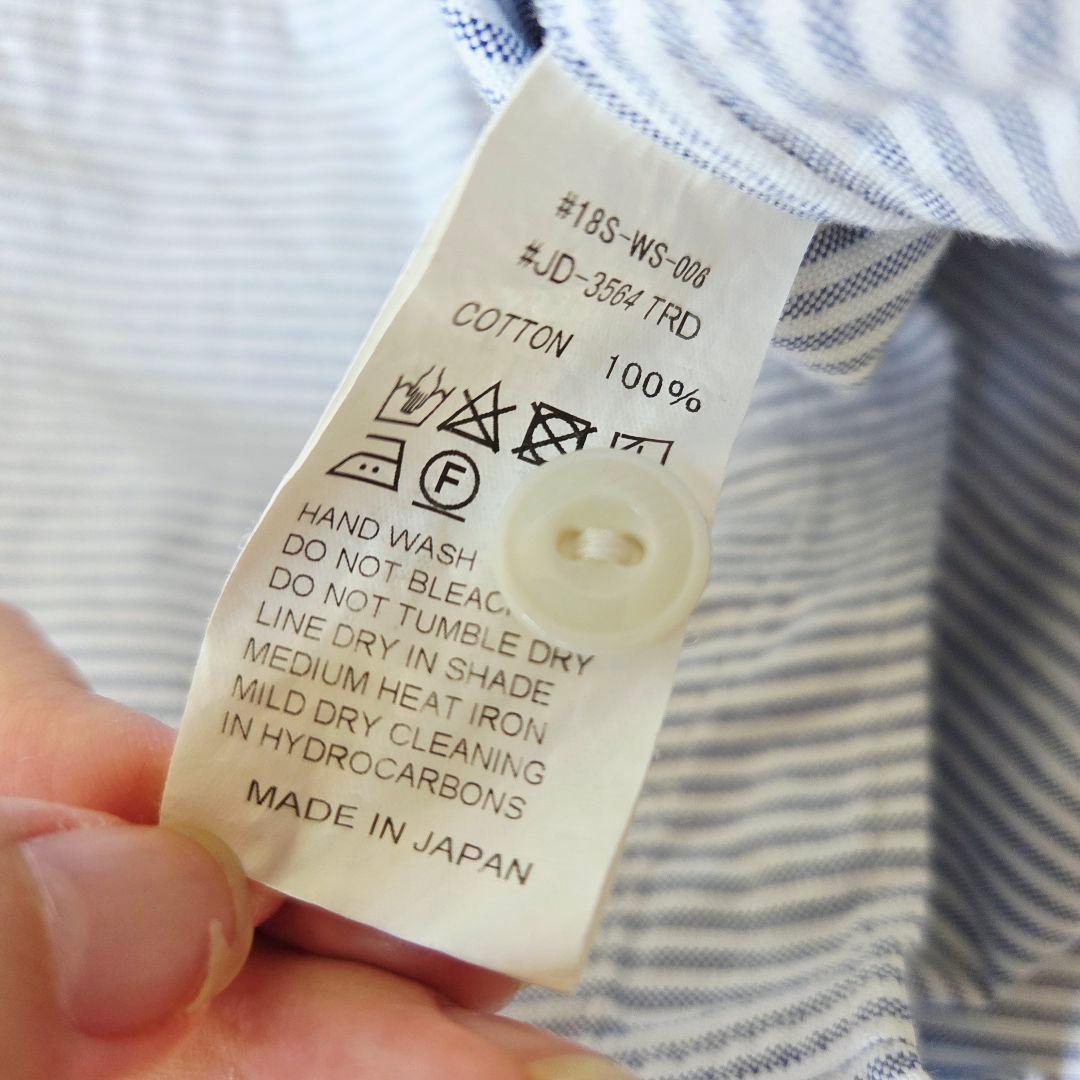 #18S-WS-006
#JD-3564 TRD
COTTON 100%
F
HAND WASH
DO NOT BLEAC
DO NOT TUMBLE DRY
LINE DRY IN SHADE
MEDIUM HEAT IRON
MILD DRY CLEANING
IN HYDROCARBONS
MADE IN JAPAN